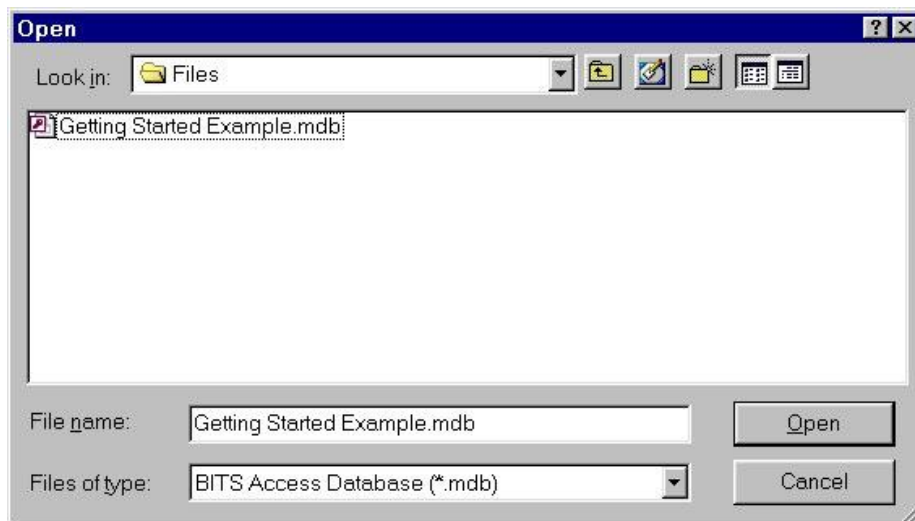 Open
Look in: Files
Getting Started Example.mdb
File name: Getting Started Example.mdb Open
Files of type: BITS Access Database (*.mdb) Cancel